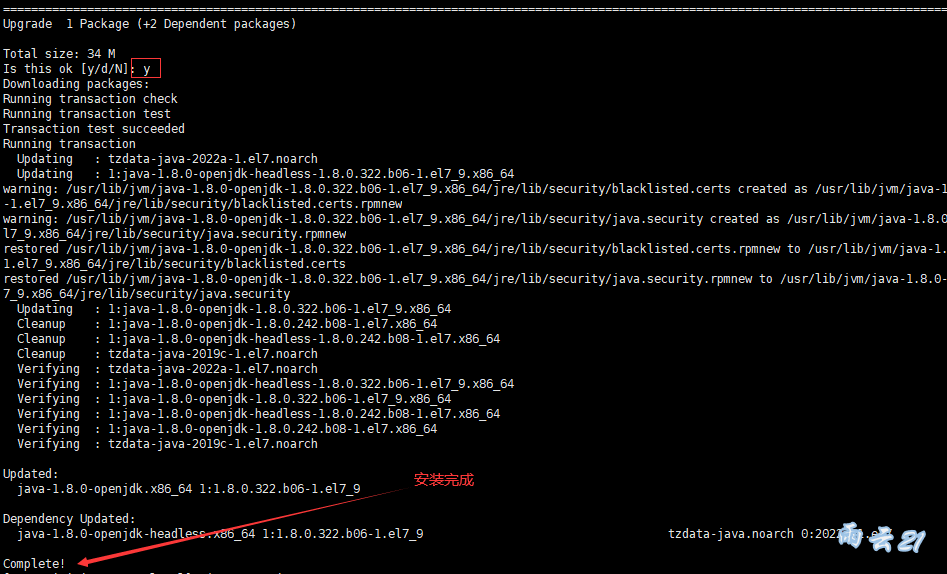 ================================================================================
Upgrade  1 Package (+2 Dependent packages)
Total size: 34 M
Is this ok [y/d/N]: y
Downloading packages:
Running transaction check
Running transaction test
Transaction test succeeded
Running transaction
  Updating   : tzdata-java-2022a-1.el7.noarch
  Updating   : 1:java-1.8.0-openjdk-headless-1.8.0.322.b06-1.el7_9.x86_64
warning: /usr/lib/jvm/java-1.8.0-openjdk-1.8.0.322.b06-1.el7_9.x86_64/jre/lib/security/blacklisted.certs created as /usr/lib/jvm/java-1
-1.el7_9.x86_64/jre/lib/security/blacklisted.certs.rpmnew
warning: /usr/lib/jvm/java-1.8.0-openjdk-1.8.0.322.b06-1.el7_9.x86_64/jre/lib/security/java.security created as /usr/lib/jvm/java-1.8.0
l7_9.x86_64/jre/lib/security/java.security.rpmnew
restored /usr/lib/jvm/java-1.8.0-openjdk-1.8.0.322.b06-1.el7_9.x86_64/jre/lib/security/blacklisted.certs.rpmnew to /usr/lib/jvm/java-1.
1.el7_9.x86_64/jre/lib/security/blacklisted.certs
restored /usr/lib/jvm/java-1.8.0-openjdk-1.8.0.322.b06-1.el7_9.x86_64/jre/lib/security/java.security.rpmnew to /usr/lib/jvm/java-1.8.0-
7_9.x86_64/jre/lib/security/java.security
  Updating   : 1:java-1.8.0-openjdk-1.8.0.322.b06-1.el7_9.x86_64
  Cleanup    : 1:java-1.8.0-openjdk-1.8.0.242.b08-1.el7.x86_64
  Cleanup    : 1:java-1.8.0-openjdk-headless-1.8.0.242.b08-1.el7.x86_64
  Cleanup    : tzdata-java-2019c-1.el7.noarch
  Verifying  : tzdata-java-2022a-1.el7.noarch
  Verifying  : 1:java-1.8.0-openjdk-headless-1.8.0.322.b06-1.el7_9.x86_64
  Verifying  : 1:java-1.8.0-openjdk-1.8.0.322.b06-1.el7_9.x86_64
  Verifying  : 1:java-1.8.0-openjdk-headless-1.8.0.242.b08-1.el7.x86_64
  Verifying  : 1:java-1.8.0-openjdk-1.8.0.242.b08-1.el7.x86_64
  Verifying  : tzdata-java-2019c-1.el7.noarch
Updated:
安装完成
  java-1.8.0-openjdk.x86_64 1:1.8.0.322.b06-1.el7_9
Dependency Updated:
  java-1.8.0-openjdk-headless.x86_64 1:1.8.0.322.b06-1.el7_9    tzdata-java.noarch
雨云21
Complete!